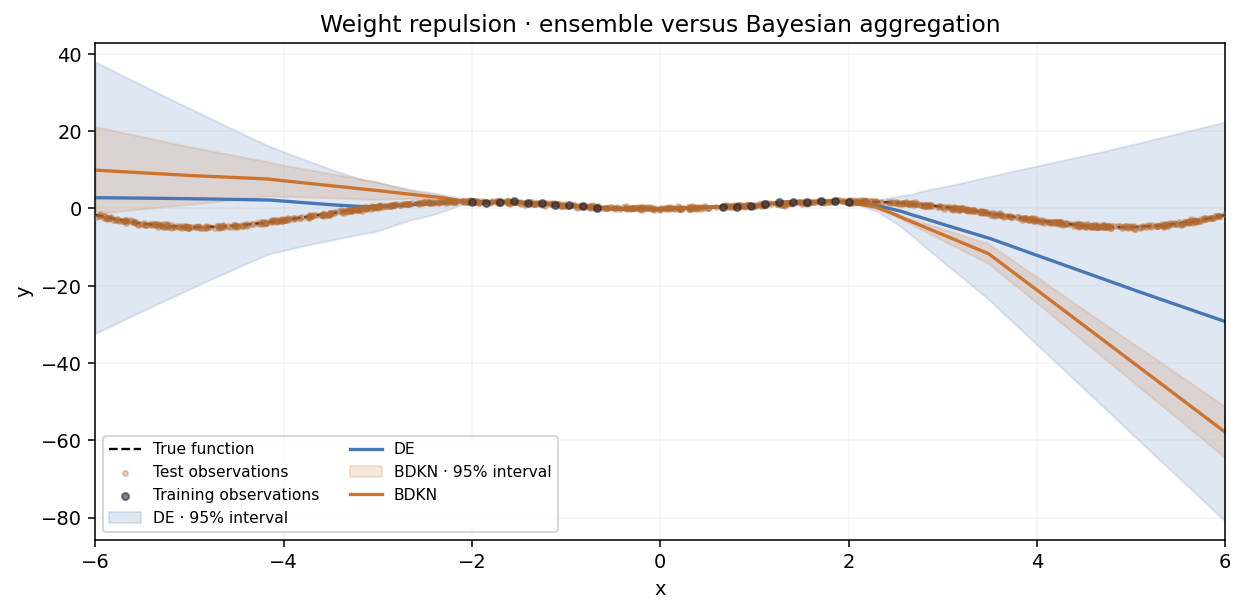 Weight repulsion · ensemble versus Bayesian aggregation
40
20
0
−20
−40
−60
−80
y
True function
Test observations
Training observations
DE · 95% interval
DE
BDKN · 95% interval
BDKN
−6
−4
−2
0
2
4
6
x